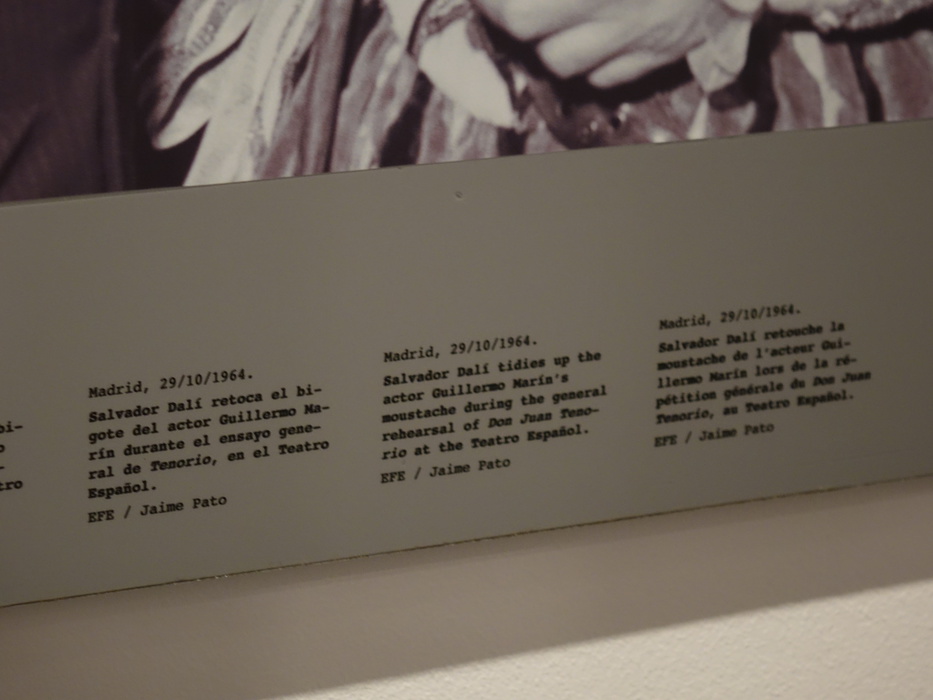 bi-
o
-
tro
Madrid, 29/10/1964.
Salvador Dalí retoca el bi-
gote del actor Guillermo Ma-
rín durante el ensayo gene-
ral de Tenorio, en el Teatro
Español.
EFE / Jaime Pato
Madrid, 29/10/1964.
Salvador Dalí tidies up the
actor Guillermo Marín's
moustache during the general
rehearsal of Don Juan Teno-
rio at the Teatro Español.
EFE / Jaime Pato
Madrid, 29/10/1964.
Salvador Dalí retouche la
moustache de l'acteur Gui-
llermo Marín lors de la ré-
pétition générale du Don Juan
Tenorio, au Teatro Español.
EFE / Jaime Pato